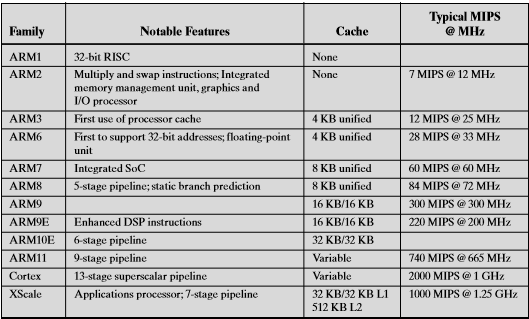 Family Notable Features Cache Typical MIPS @ MHz
ARM1 32-bit RISC None
ARM2 Multiply and swap instructions; Integrated memory management unit, graphics and I/O processor None 7 MIPS @ 12 MHz
ARM3 First use of processor cache 4 KB unified 12 MIPS @ 25 MHz
ARM6 First to support 32-bit addresses; floating-point unit 4 KB unified 28 MIPS @ 33 MHz
ARM7 Integrated SoC 8 KB unified 60 MIPS @ 60 MHz
ARM8 5-stage pipeline; static branch prediction 8 KB unified 84 MIPS @ 72 MHz
ARM9 16 KB/16 KB 300 MIPS @ 300 MHz
ARM9E Enhanced DSP instructions 16 KB/16 KB 220 MIPS @ 200 MHz
ARM10E 6-stage pipeline 32 KB/32 KB
ARM11 9-stage pipeline Variable 740 MIPS @ 665 MHz
Cortex 13-stage superscalar pipeline Variable 2000 MIPS @ 1 GHz
XScale Applications processor; 7-stage pipeline 32 KB/32 KB L1 512 KB L2 1000 MIPS @ 1.25 GHz